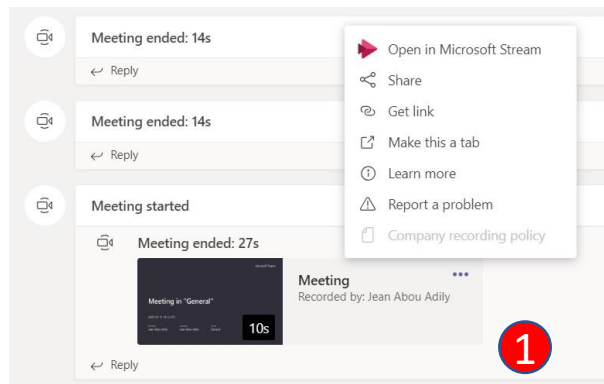 Meeting ended: 14s
Reply
Meeting ended: 14s
Reply
Meeting started
Meeting ended: 27s
Meeting in "General"
10s
Meeting
Recorded by: Jean Abou Adily
Reply
Open in Microsoft Stream
Share
Get link
Make this a tab
Learn more
Report a problem
Company recording policy
1